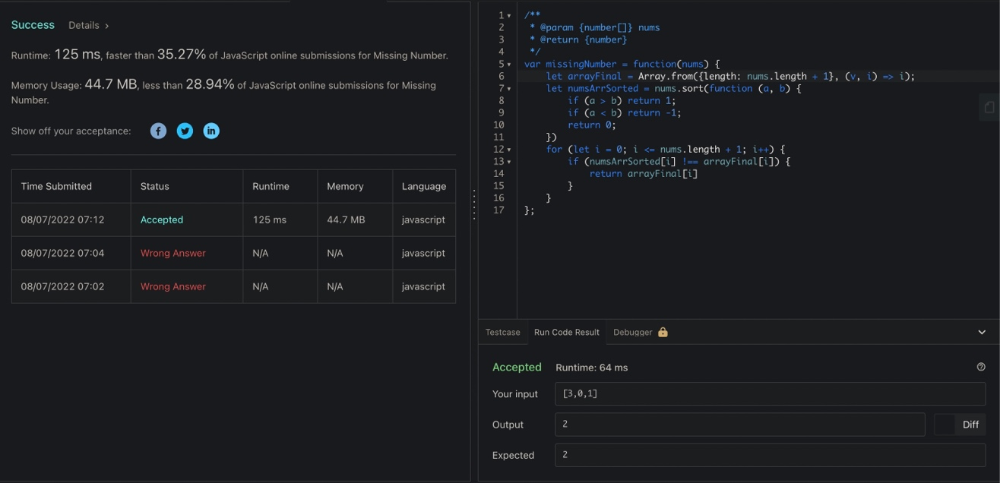 Success Details >
Runtime: 125 ms, faster than 35.27% of JavaScript online submissions for Missing Number.
Memory Usage: 44.7 MB, less than 28.94% of JavaScript online submissions for Missing
Number.
Show off your acceptance:
Time Submitted Status Runtime Memory Language
08/07/2022 07:12 Accepted 125 ms 44.7 MB javascript
08/07/2022 07:04 Wrong Answer N/A N/A javascript
08/07/2022 07:02 Wrong Answer N/A N/A javascript
1 /**
2 * @param {number[]} nums
3 * @return {number}
4 */
5 var missingNumber = function(nums) {
6 let arrayFinal = Array.from({length: nums.length + 1}, (v, i) => i);
7 let numsArrSorted = nums.sort(function (a, b) {
8 if (a > b) return 1;
9 if (a < b) return -1;
10 return 0;
11 })
12 for (let i = 0; i <= nums.length + 1; i++) {
13 if (numsArrSorted[i] !== arrayFinal[i]) {
14 return arrayFinal[i]
15 }
16 }
17 };
Testcase Run Code Result Debugger
Accepted Runtime: 64 ms
Your input [3,0,1]
Output 2 Diff
Expected 2